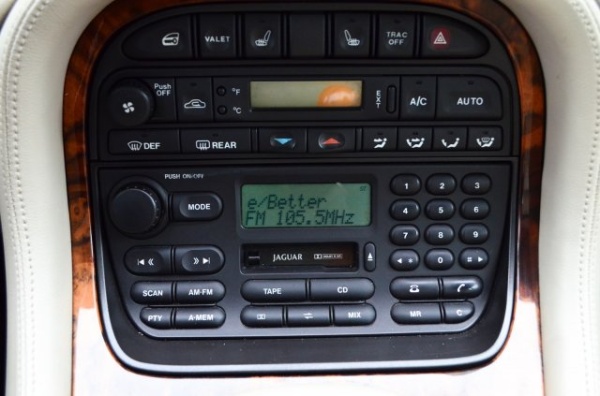 VALET TRAC OFF
Push OFF °F °C EXT A/C AUTO
DEF REAR
PUSH ON/OFF
MODE
e/Better
FM 105.5MHz
1 2 3
4 5 6
7 8 9
* 0 #
JAGUAR
SCAN AM-FM TAPE CD
PTY A-MEM MIX MR C